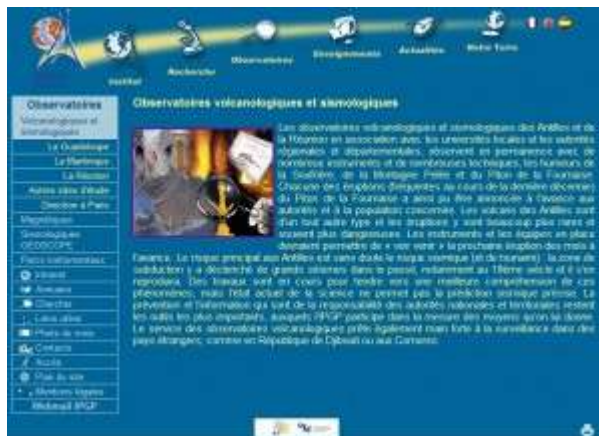 Institut
Recherche
Observatoires
Enseignements
Actualités
Notre Terre
Observatoires
Volcanologiques et
sismologiques
La Guadeloupe
La Martinique
La Réunion
Autres sites d'étude
Direction à Paris
Magnétiques
Sismologiques
GEOSCOPE
Parcs instrumentaux
Intranet
Annuaire
Chercher
Liens utiles
Photo du mois
Contacts
Accès
Plan du site
Mentions légales
Webmail IPGP
Observatoires volcanologiques et sismologiques
Les observatoires volcanologiques et sismologiques des Antilles et de
la Réunion en association avec les universités locales et les autorités
régionales et départementales, observent en permanence avec de
nombreux instruments et de nombreuses techniques, les humeurs de
la Soufrière, de la Montagne Pelée et du Piton de la Fournaise.
Chacune des éruptions (fréquentes au cours de la dernière décennie)
du Piton de la Fournaise a ainsi pu être annoncée à l'avance aux
autorités et à la population concernée. Les volcans des Antilles sont
d'un tout autre « type et les éruptions » sont beaucoup plus rares et
souvent plus dangereuses. Les instruments et les équipes en place
devraient permettre de « voir venir » la prochaine éruption des mois à
l'avance. Le risque principal aux Antilles est sans doute le risque sismique (et de tsunami) : la zone de
subduction y a déclenché de grands séismes dans le passé, notamment au 19ème siècle et il s'en
reproduira. Des travaux sont en cours pour tendre vers une meilleure compréhension de ces
phénomènes, mais l'état actuel de la science ne permet pas la prédiction sismique précise. La
prévention et l'information qui sont de la responsabilité des autorités nationales et territoriales restent
les outils les plus importants, auxquels l'IPGP participe dans la mesure des moyens qu'on lui donne.
Le service des observatoires volcanologiques prête également main forte à la surveillance dans des
pays étrangers, comme en République de Djibouti ou aux Comores.